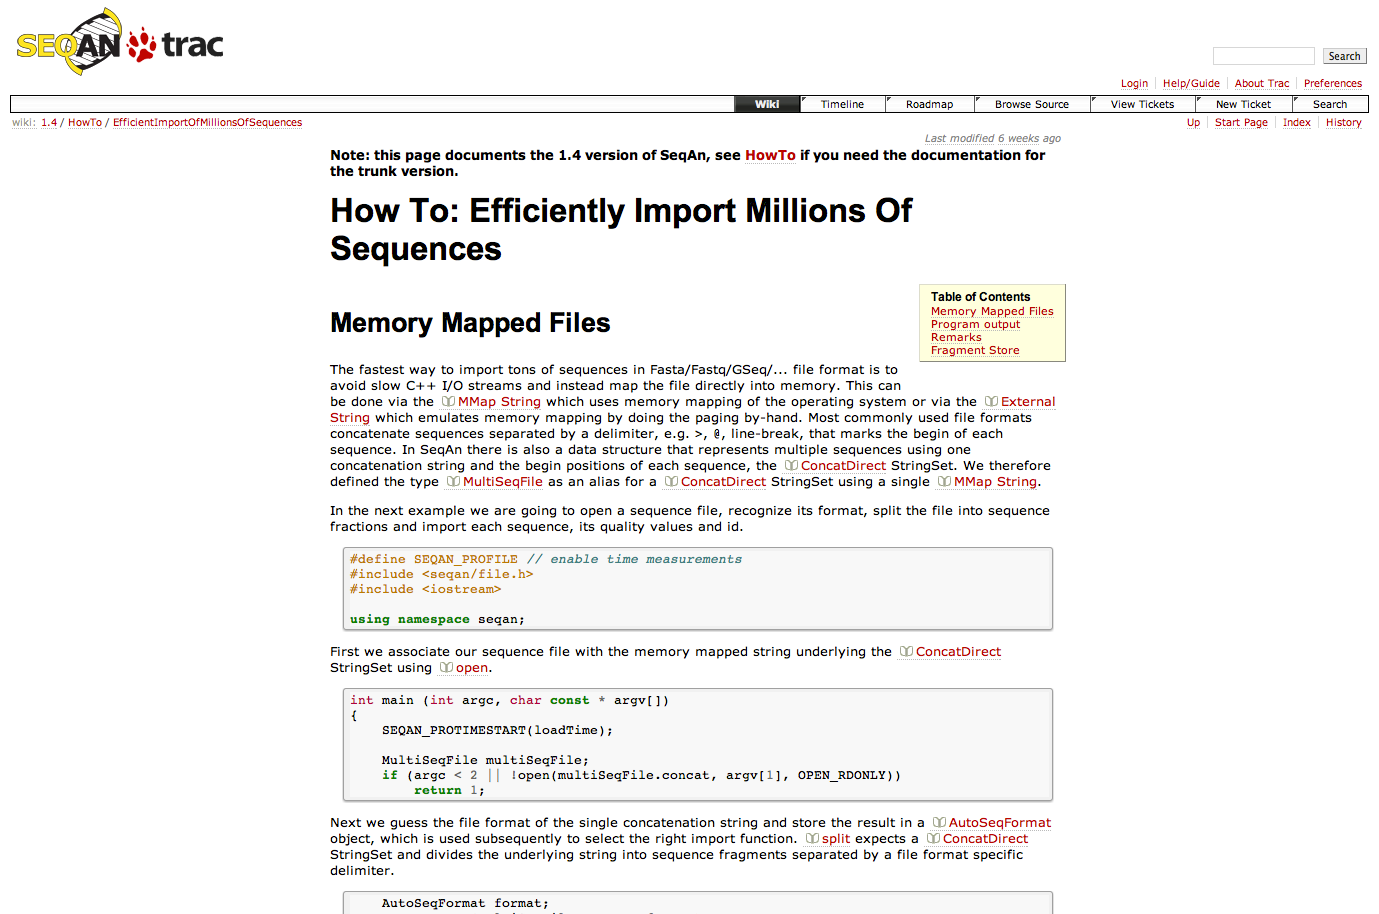 SEQAN trac
Search
Login Help/Guide About Trac Preferences
Wiki Timeline Roadmap Browse Source View Tickets New Ticket Search
wiki: 1.4 / HowTo / EfficientImportOfMillionsOfSequences
Up Start Page Index History
Last modified 6 weeks ago
Note: this page documents the 1.4 version of SeqAn, see HowTo if you need the documentation for
the trunk version.
How To: Efficiently Import Millions Of
Sequences
Table of Contents
Memory Mapped Files
Program output
Remarks
Fragment Store
Memory Mapped Files
The fastest way to import tons of sequences in Fasta/Fastq/GSeq/... file format is to
avoid slow C++ I/O streams and instead map the file directly into memory. This can
be done via the MMap String which uses memory mapping of the operating system or via the External
String which emulates memory mapping by doing the paging by-hand. Most commonly used file formats
concatenate sequences separated by a delimiter, e.g. >, @, line-break, that marks the begin of each
sequence. In SeqAn there is also a data structure that represents multiple sequences using one
concatenation string and the begin positions of each sequence, the ConcatDirect StringSet. We therefore
defined the type MultiSeqFile as an alias for a ConcatDirect StringSet using a single MMap String.
In the next example we are going to open a sequence file, recognize its format, split the file into sequence
fractions and import each sequence, its quality values and id.
#define SEQAN_PROFILE // enable time measurements
#include <seqan/file.h>
#include <iostream>
using namespace seqan;
First we associate our sequence file with the memory mapped string underlying the ConcatDirect
StringSet using open.
int main (int argc, char const * argv[])
{
SEQAN_PROTIMESTART(loadTime);
MultiSeqFile multiSeqFile;
if (argc < 2 || !open(multiSeqFile.concat, argv[1], OPEN_RDONLY))
return 1;
Next we guess the file format of the single concatenation string and store the result in a AutoSeqFormat
object, which is used subsequently to select the right import function. split expects a ConcatDirect
StringSet and divides the underlying string into sequence fragments separated by a file format specific
delimiter.
AutoSeqFormat format;